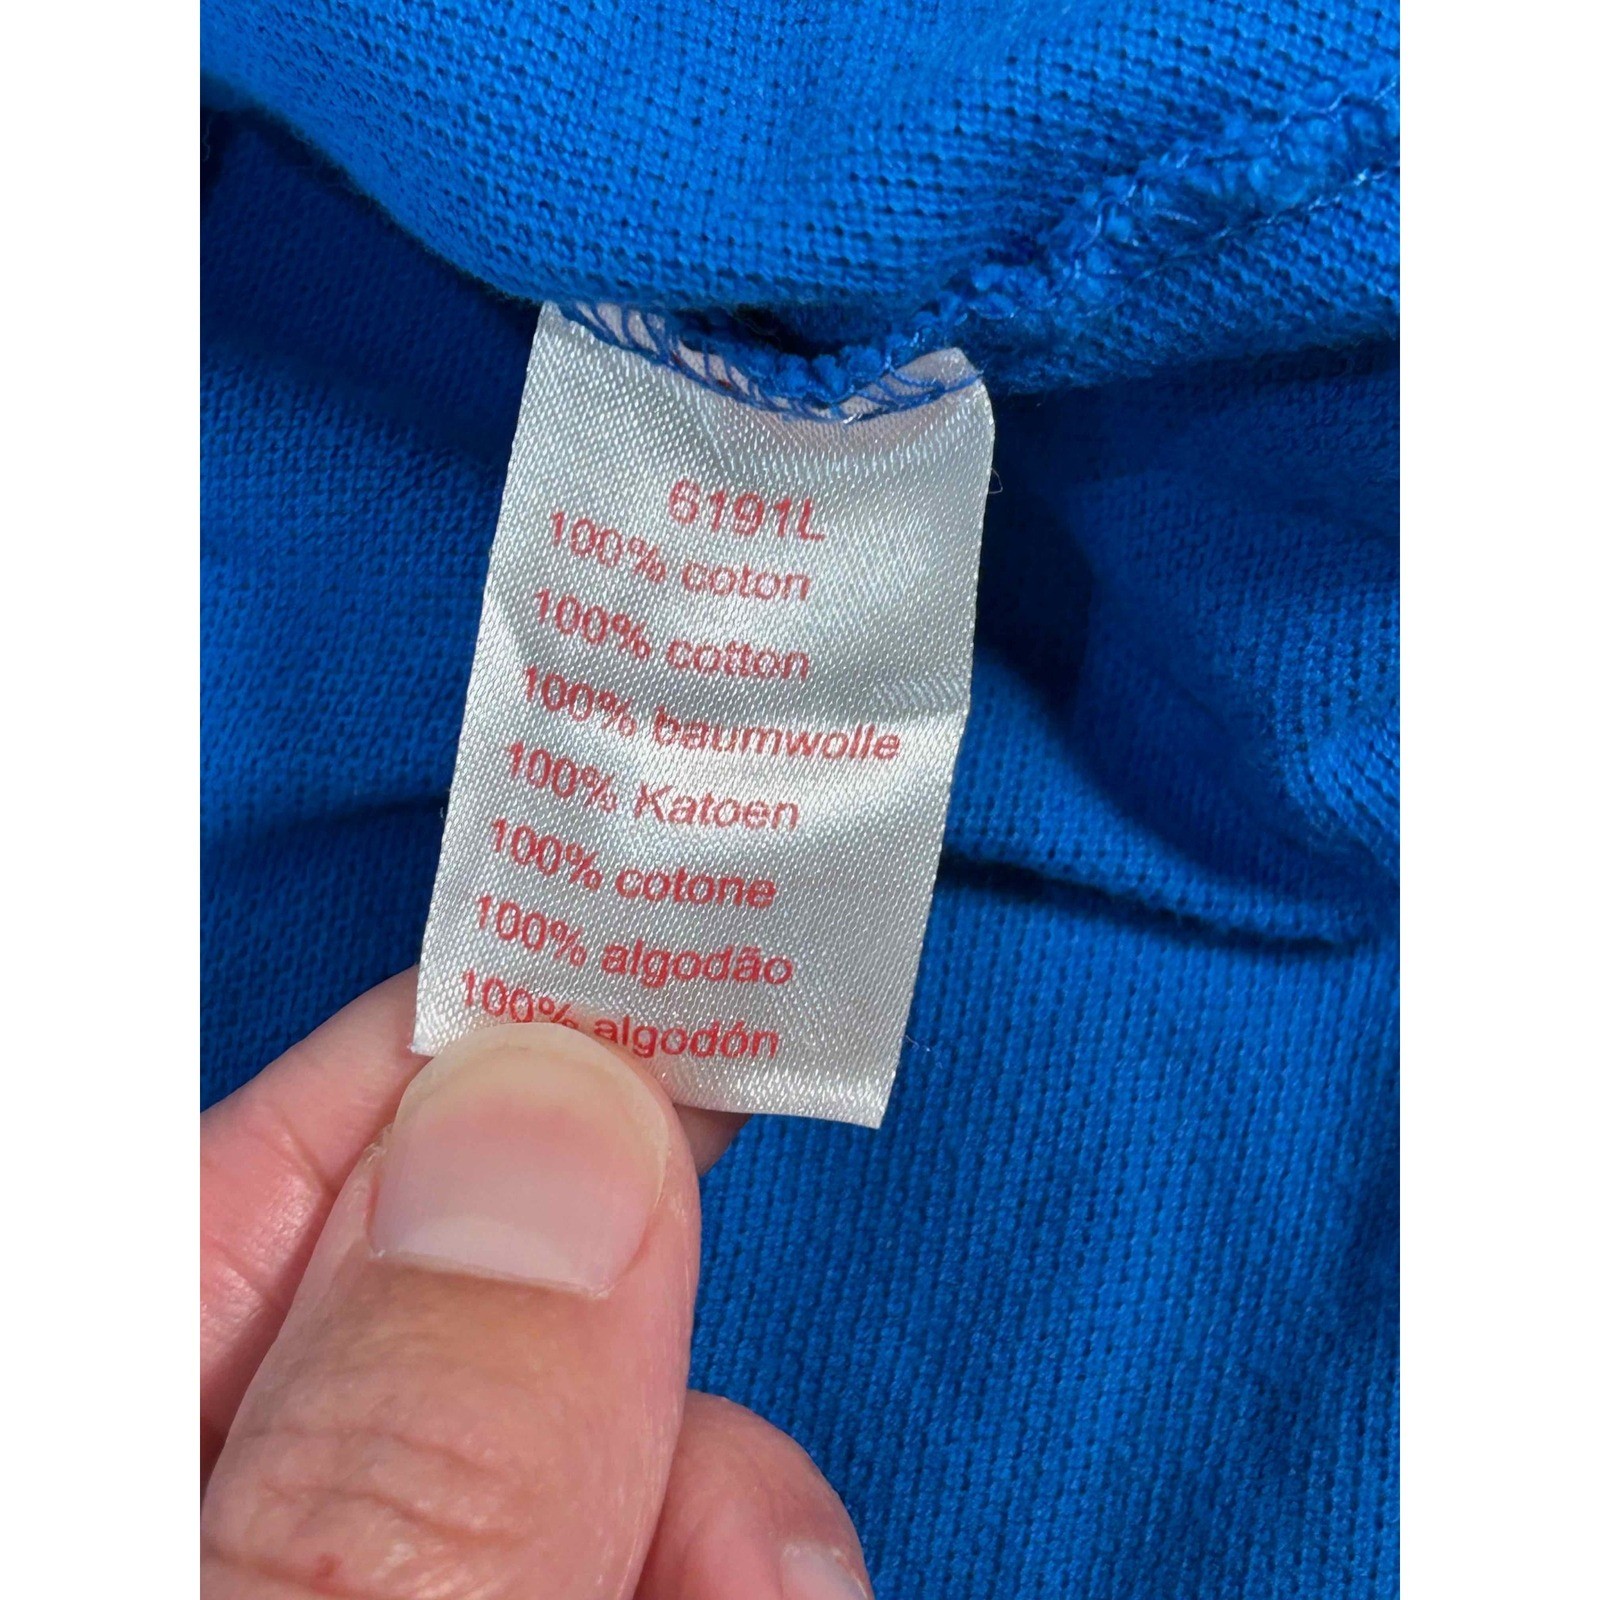 6191L
100% coton
100% cotton
100% baumwolle
100% Katoen
100% cotone
100% algodão
100% algodón